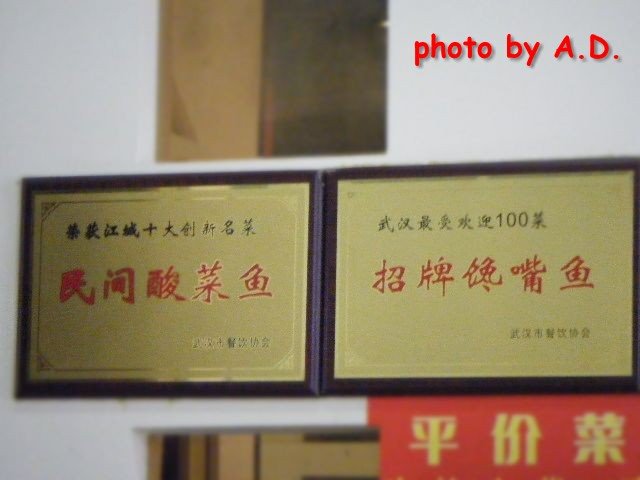 photo by A.D.
荣获江城十大创新名菜
民间酸菜鱼
武汉市餐饮协会
武汉最受欢迎100菜
招牌馋嘴鱼
武汉市餐饮协会
平价菜